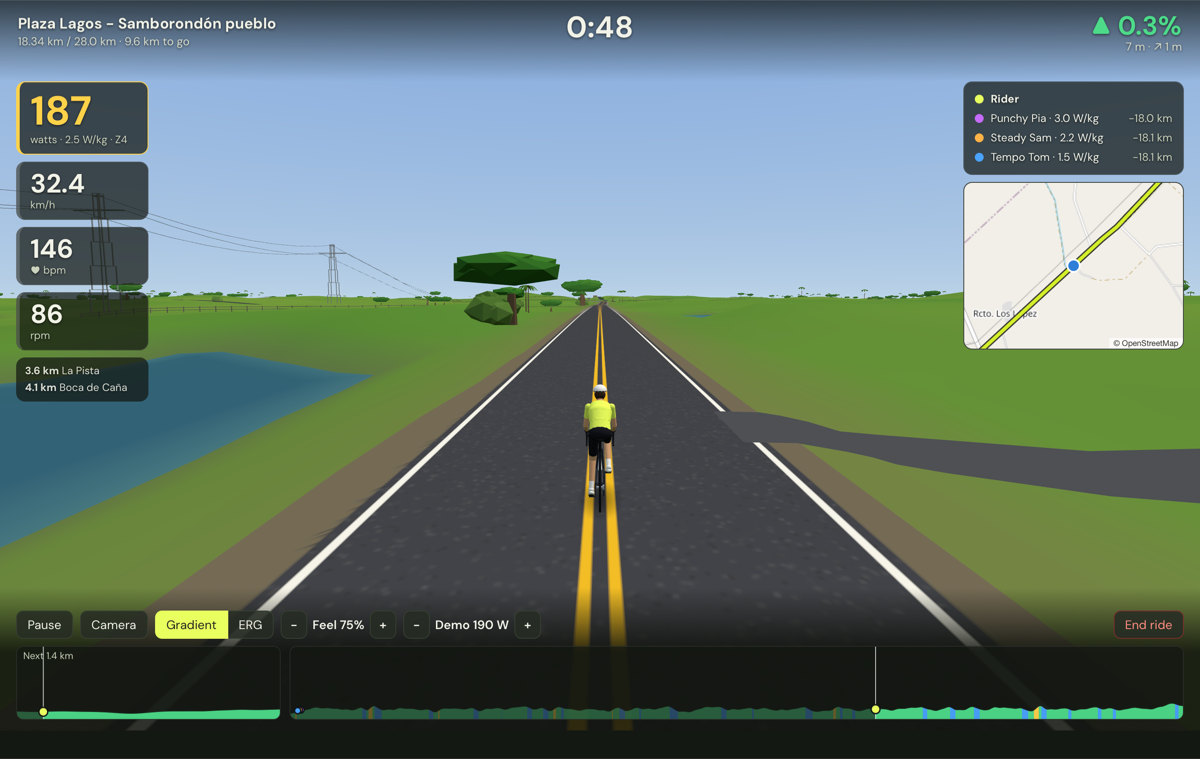 Plaza Lagos - Samborondón pueblo
18.34 km / 28.0 km · 9.6 km to go
0:48
▲ 0.3%
7 m · ↗ 1 m
187
watts · 2.5 W/kg · Z4
32.4
km/h
146
♥ bpm
86
rpm
3.6 km La Pista
4.1 km Boca de Caña
Rider
Punchy Pia · 3.0 W/kg -18.0 km
Steady Sam · 2.2 W/kg -18.1 km
Tempo Tom · 1.5 W/kg -18.1 km
© OpenStreetMap
Pause Camera Gradient ERG - Feel 75% + - Demo 190 W + End ride
Next 1.4 km